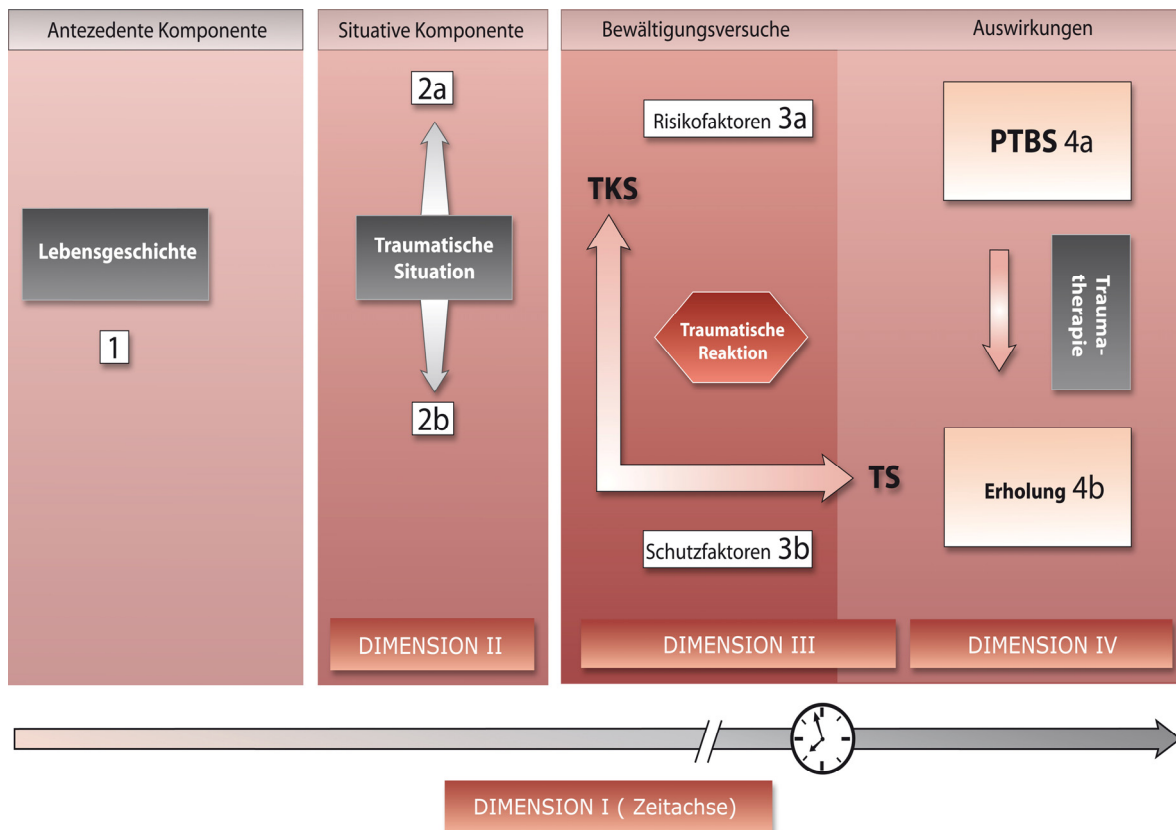 Antezedente Komponente
Situative Komponente
Bewältigungsversuche
Auswirkungen
Lebensgeschichte
1
2a
Traumatische
Situation
2b
Risikofaktoren 3a
TKS
Traumatische
Reaktion
TS
Schutzfaktoren 3b
PTBS 4a
Trauma-
therapie
Erholung 4b
DIMENSION II
DIMENSION III
DIMENSION IV
DIMENSION I ( Zeitachse)